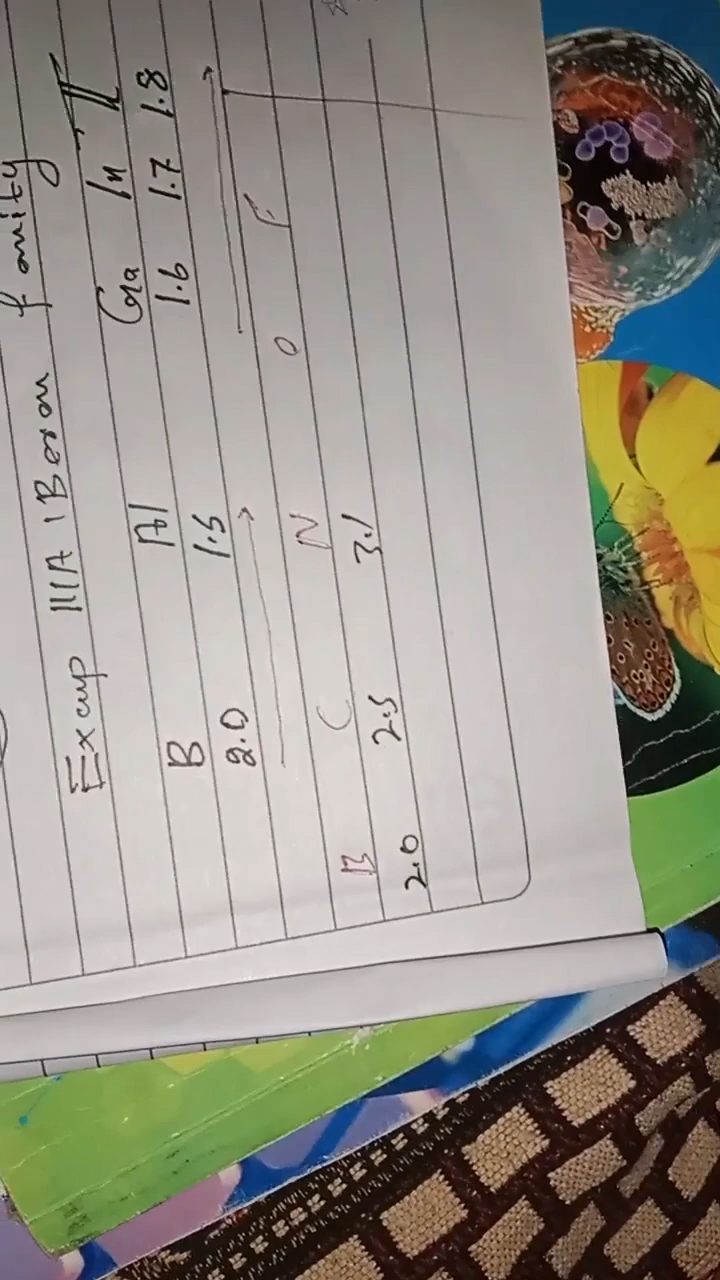 Excep IIIA | Boron family
B Al Ga In Tl
2.0 1.5 1.6 1.7 1.8
B C N O F
2.0 2.5 3.1